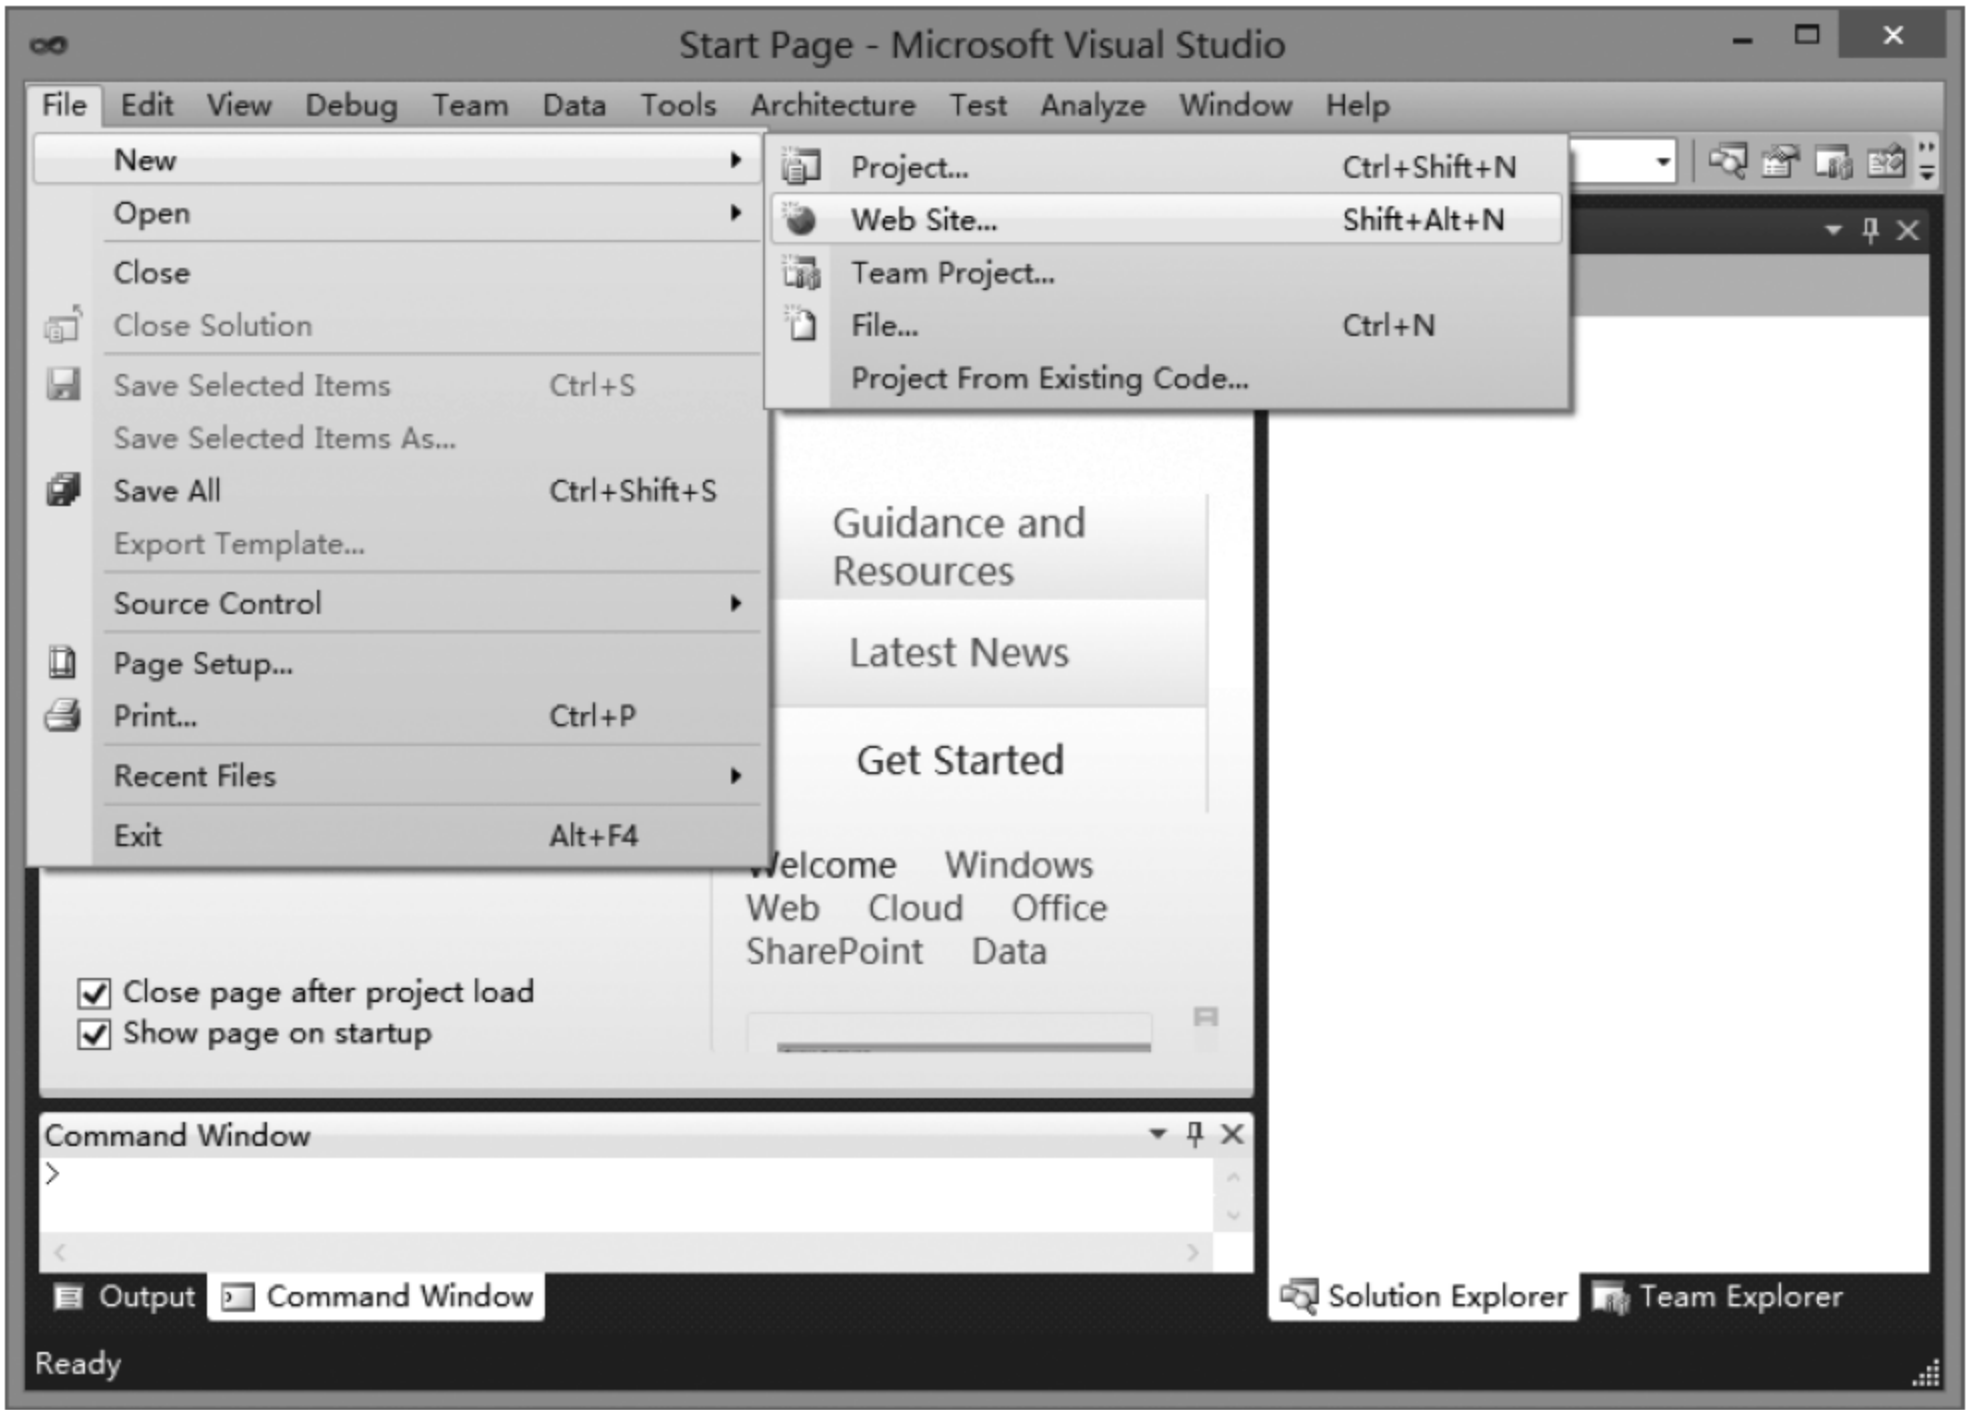 Start Page - Microsoft Visual Studio
File Edit View Debug Team Data Tools Architecture Test Analyze Window Help
New
Open
Close
Close Solution
Save Selected Items Ctrl+S
Save Selected Items As...
Save All Ctrl+Shift+S
Export Template...
Source Control
Page Setup...
Print... Ctrl+P
Recent Files
Exit Alt+F4
Project... Ctrl+Shift+N
Web Site... Shift+Alt+N
Team Project...
File... Ctrl+N
Project From Existing Code...
Guidance and
Resources
Latest News
Get Started
Welcome Windows
Web Cloud Office
SharePoint Data
Close page after project load
Show page on startup
Command Window
>
Output Command Window
Solution Explorer Team Explorer
Ready